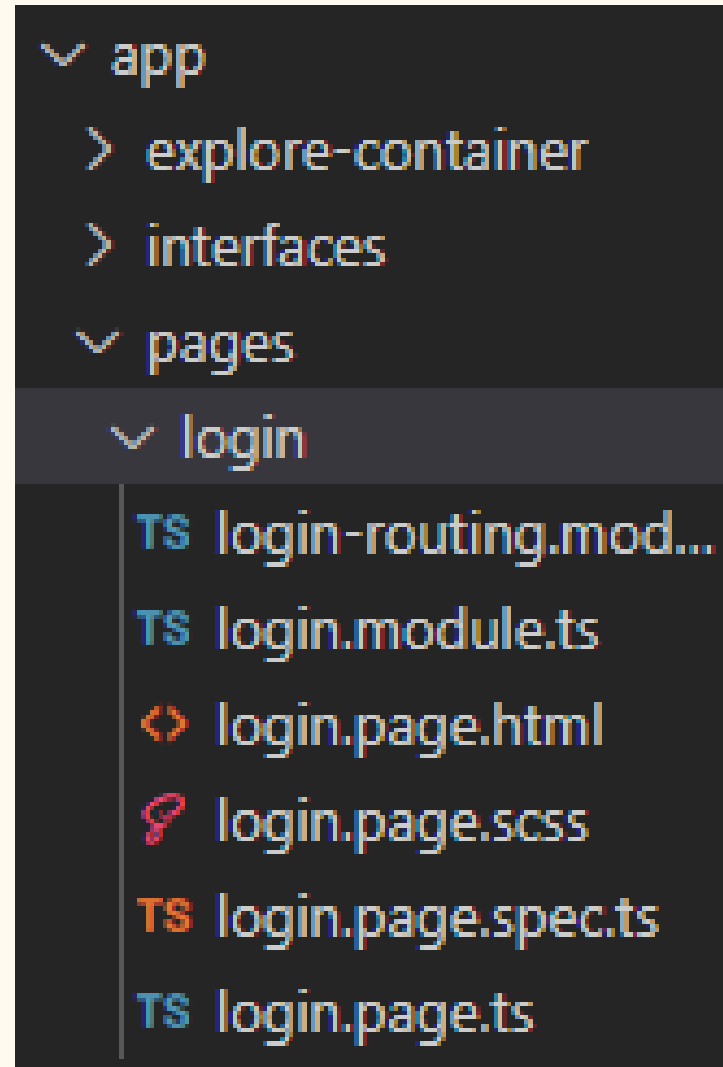 app
explore-container
interfaces
pages
login
TS login-routing.mod...
TS login.module.ts
<> login.page.html
login.page.scss
TS login.page.spec.ts
TS login.page.ts